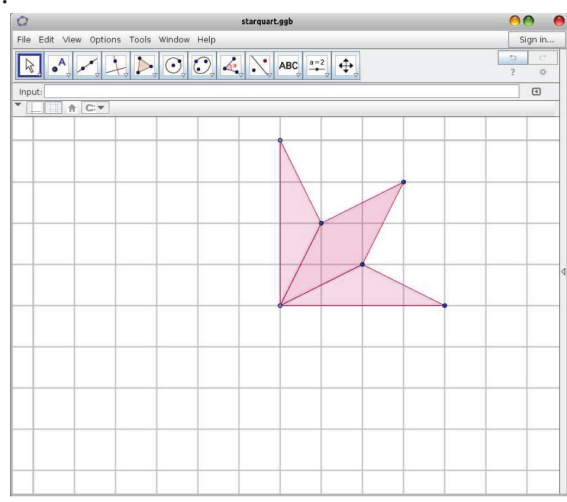 starquart.ggb
File Edit View Options Tools Window Help
Sign in...
A
ABC
a=2
?
Input: